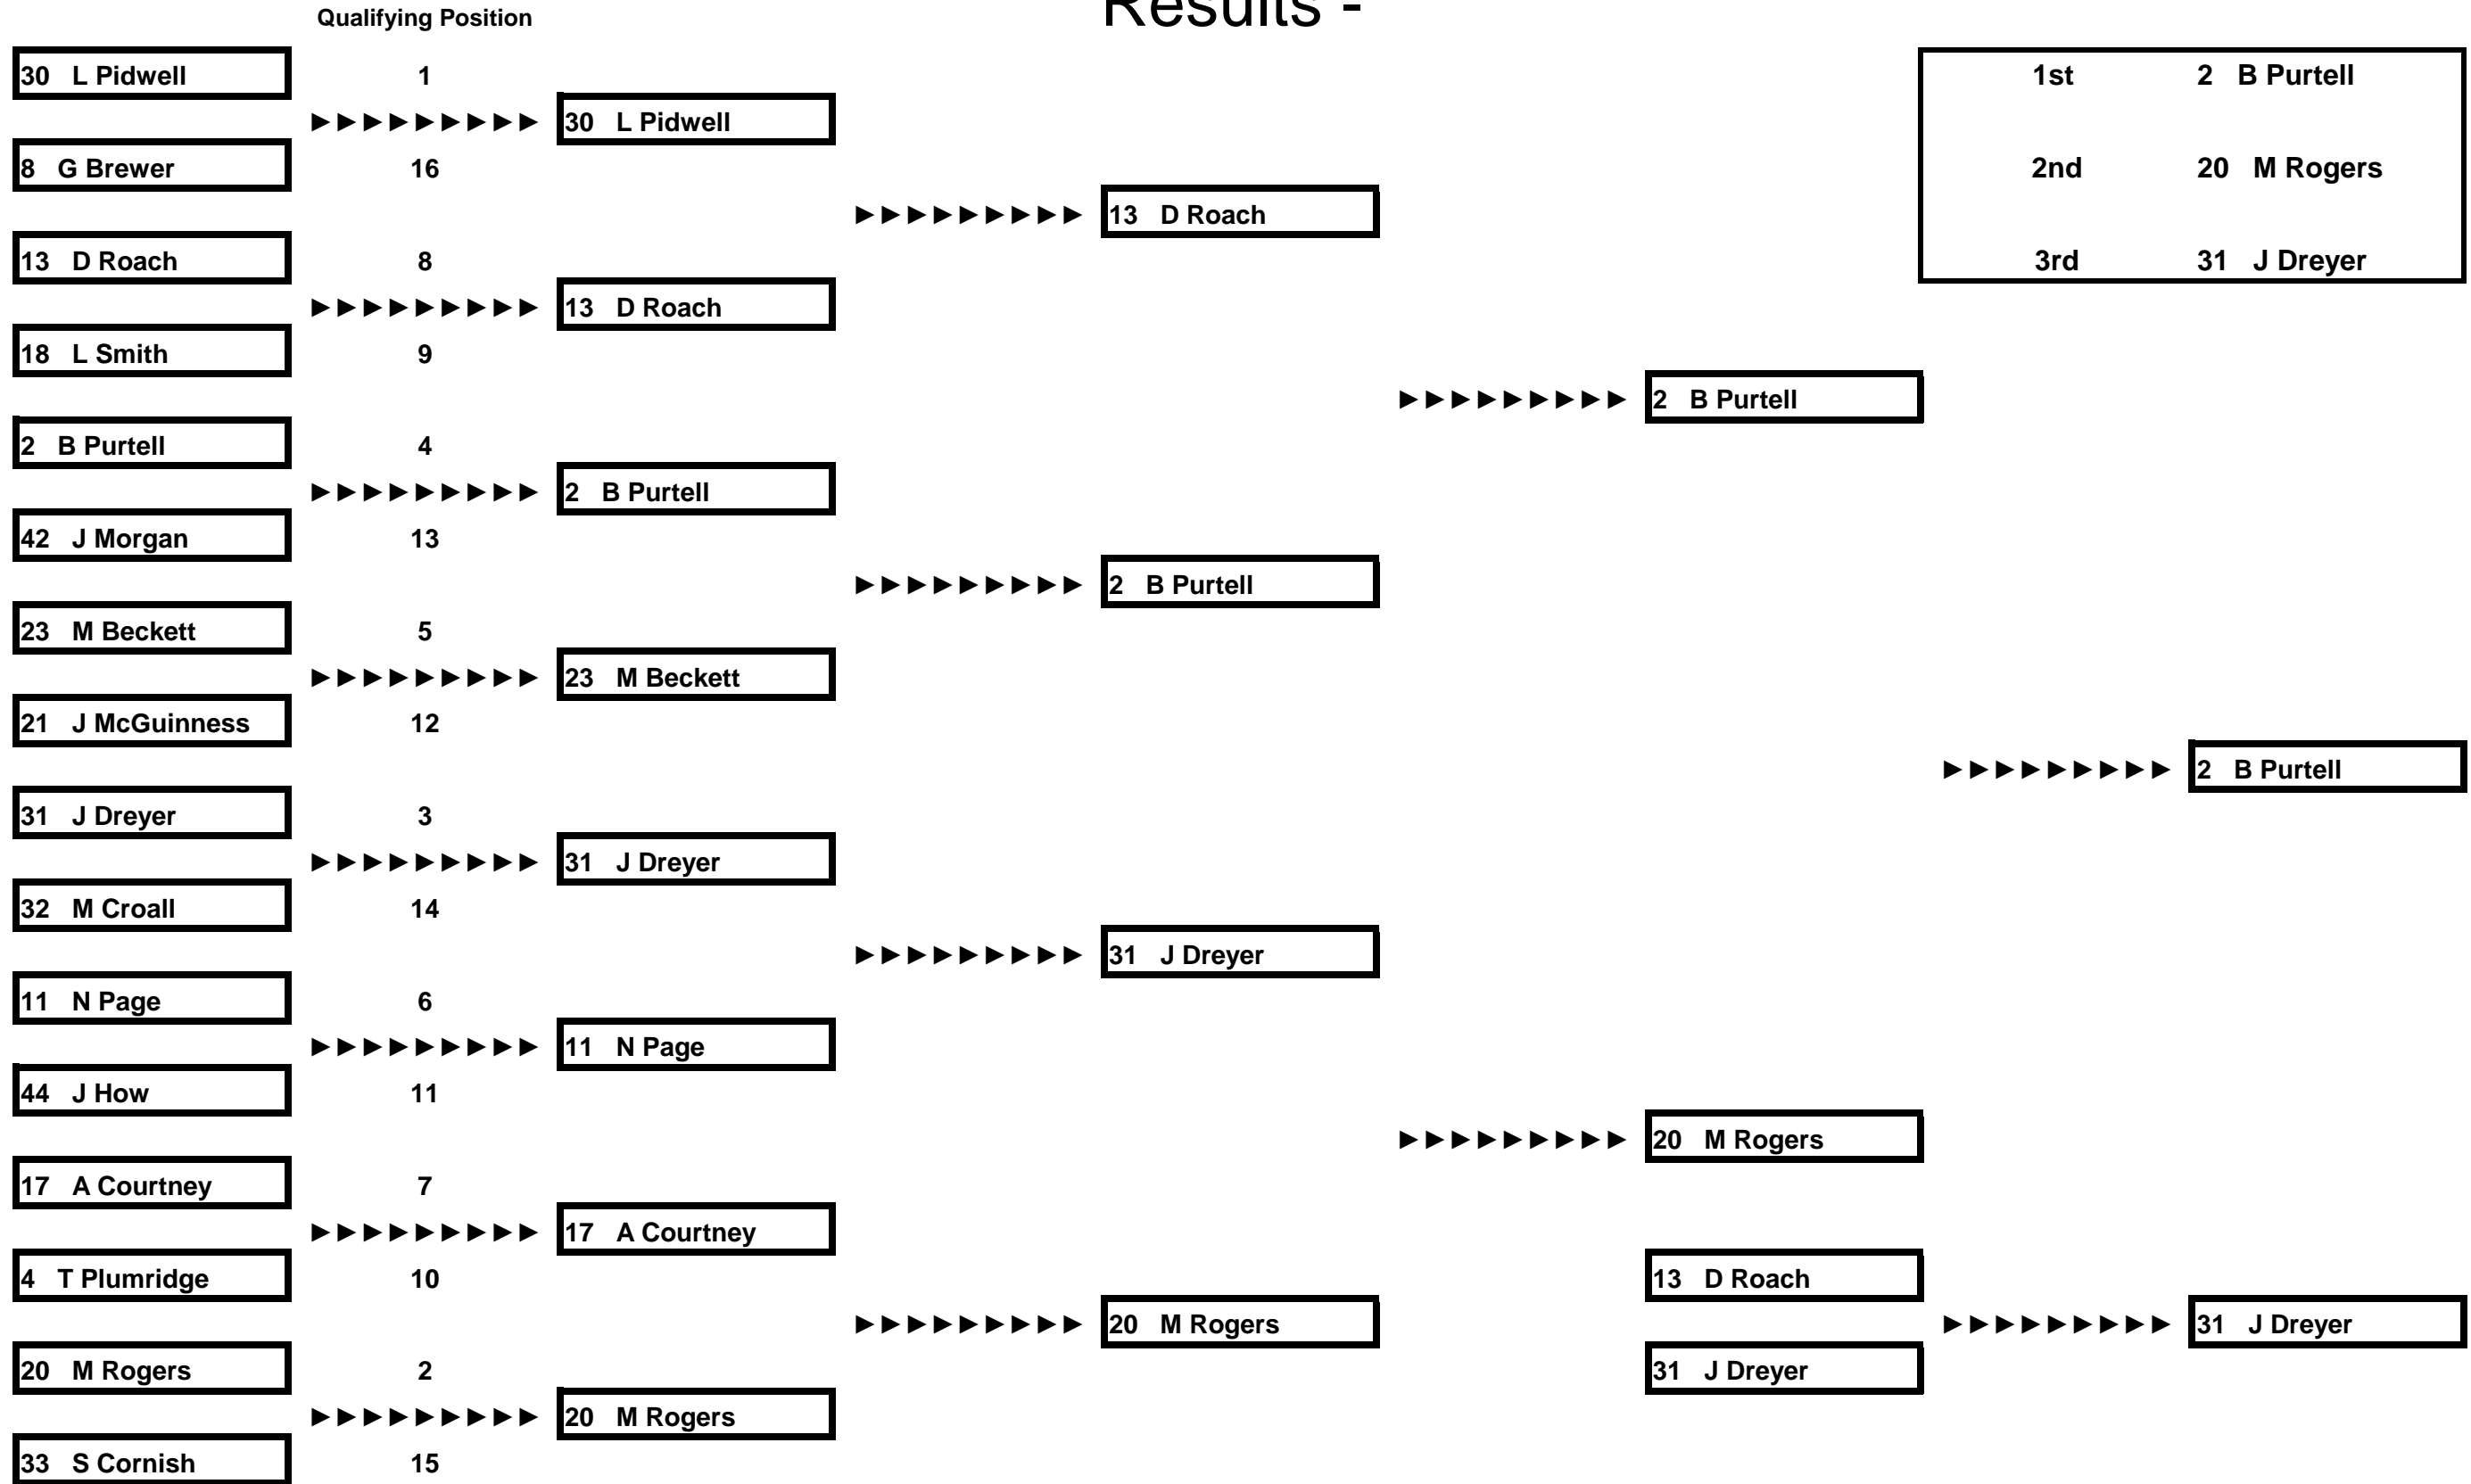 Results -
Qualifying Position
30 L Pidwell 1 1st 2 B Purtell
►►►►►►►►► 30 L Pidwell
8 G Brewer 16 2nd 20 M Rogers
►►►►►►►►► 13 D Roach
13 D Roach 8 3rd 31 J Dreyer
►►►►►►►►► 13 D Roach
18 L Smith 9
►►►►►►►►► 2 B Purtell
2 B Purtell 4
►►►►►►►►► 2 B Purtell
42 J Morgan 13
►►►►►►►►► 2 B Purtell
23 M Beckett 5
►►►►►►►►► 23 M Beckett
21 J McGuinness 12
►►►►►►►►► 2 B Purtell
31 J Dreyer 3
►►►►►►►►► 31 J Dreyer
32 M Croall 14
►►►►►►►►► 31 J Dreyer
11 N Page 6
►►►►►►►►► 11 N Page
44 J How 11
►►►►►►►►► 20 M Rogers
17 A Courtney 7
►►►►►►►►► 17 A Courtney
4 T Plumridge 10 13 D Roach
►►►►►►►►► 20 M Rogers ►►►►►►►►► 31 J Dreyer
20 M Rogers 2 31 J Dreyer
►►►►►►►►► 20 M Rogers
33 S Cornish 15